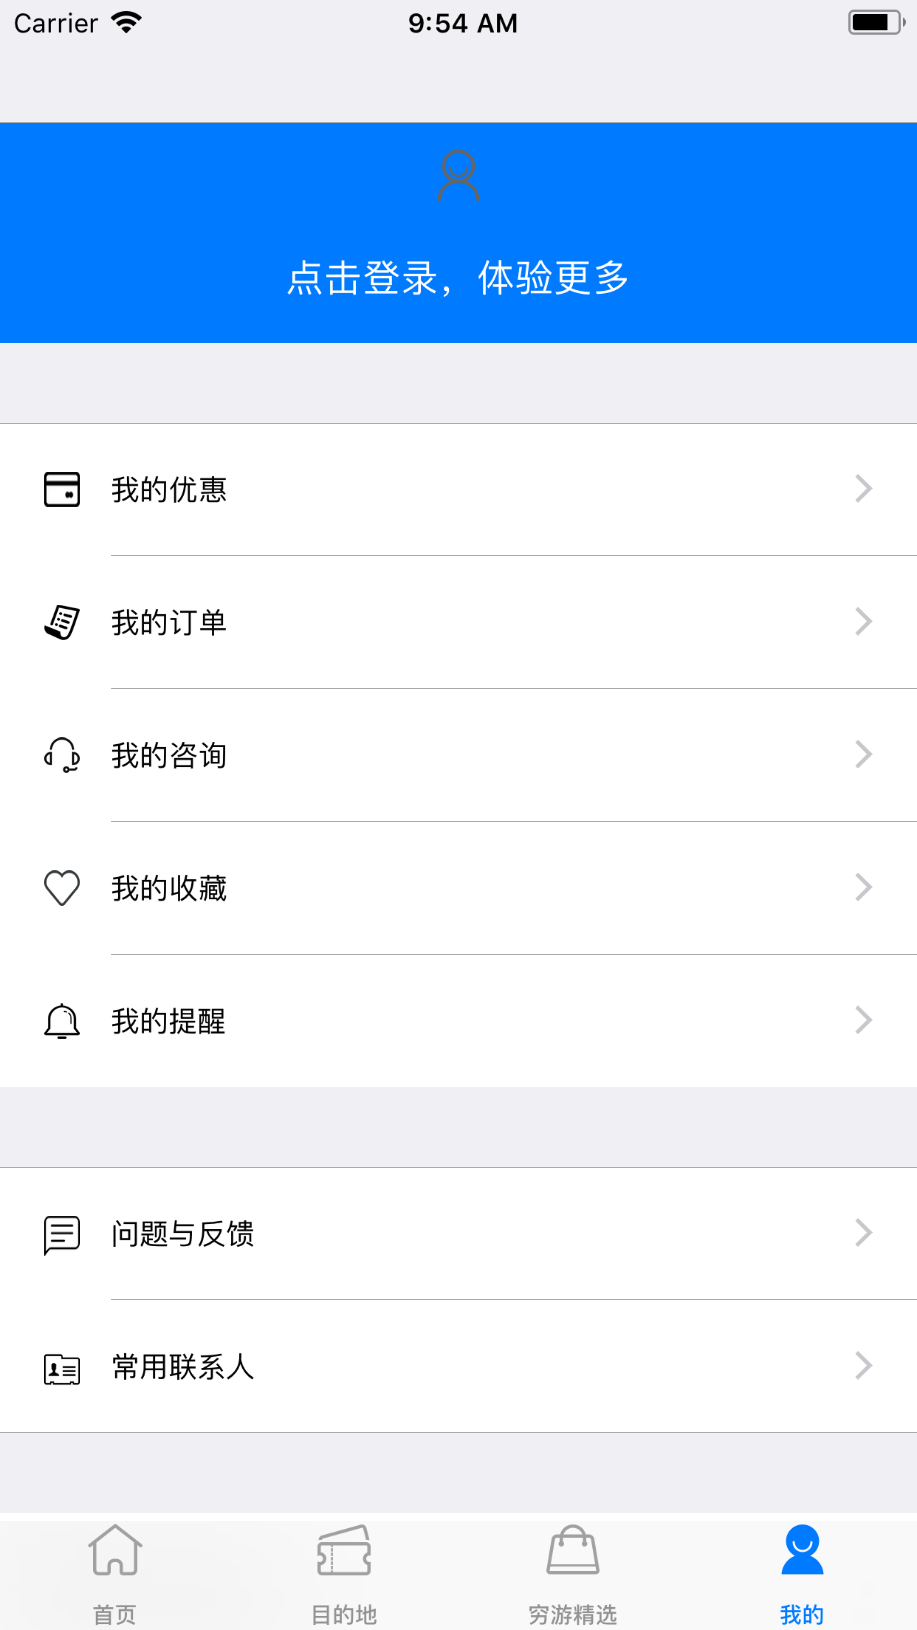 Carrier 9:54 AM
点击登录，体验更多
我的优惠
我的订单
我的咨询
我的收藏
我的提醒
问题与反馈
常用联系人
首页 目的地 穷游精选 我的